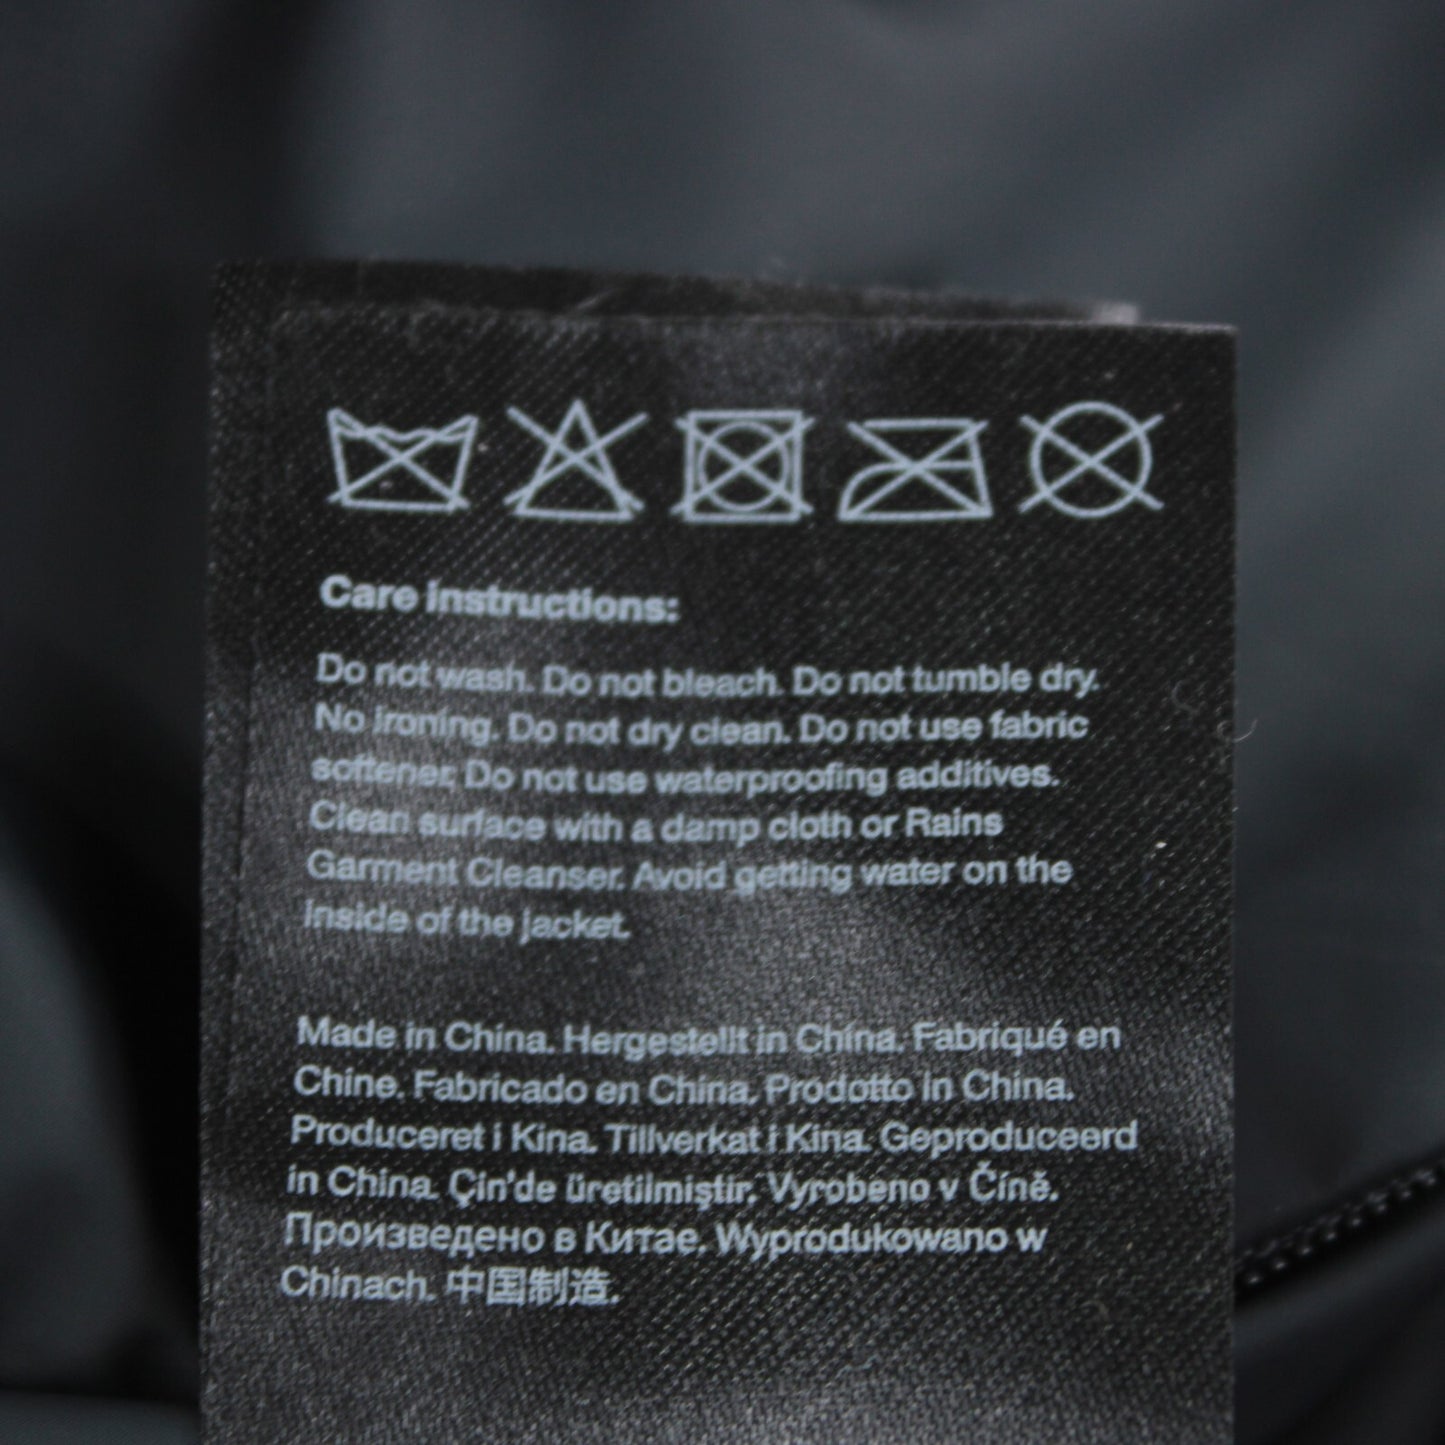 Care instructions:
Do not wash. Do not bleach. Do not tumble dry.
No ironing. Do not dry clean. Do not use fabric
softener. Do not use waterproofing additives.
Clean surface with a damp cloth or Rains
Garment Cleanser. Avoid getting water on the
inside of the jacket.
Made in China. Hergestellt in China. Fabriqué en
Chine. Fabricado en China. Prodotto in China.
Produceret i Kina. Tillverkat i Kina. Geproduceerd
in China. Çin'de üretilmiştir. Vyrobeno v Číně.
Произведено в Китае. Wyprodukowano w
Chinach. 中国制造.